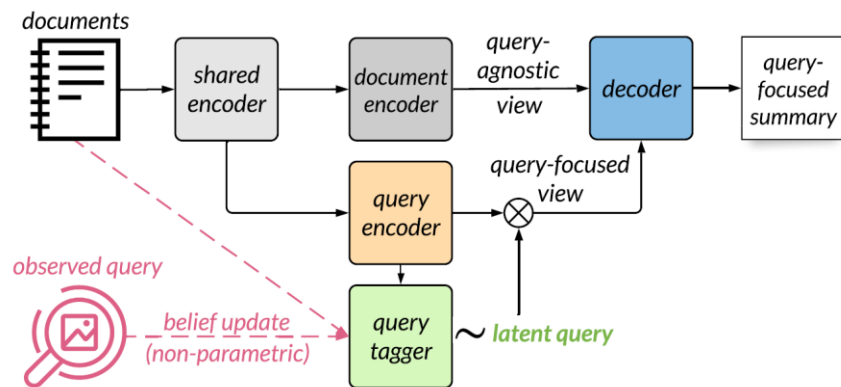 documents
shared
encoder
document
encoder
query-
agnostic
view
decoder
query-
focused
summary
query-focused
view
query
encoder
observed query
belief update
(non-parametric)
query
tagger
~ latent query